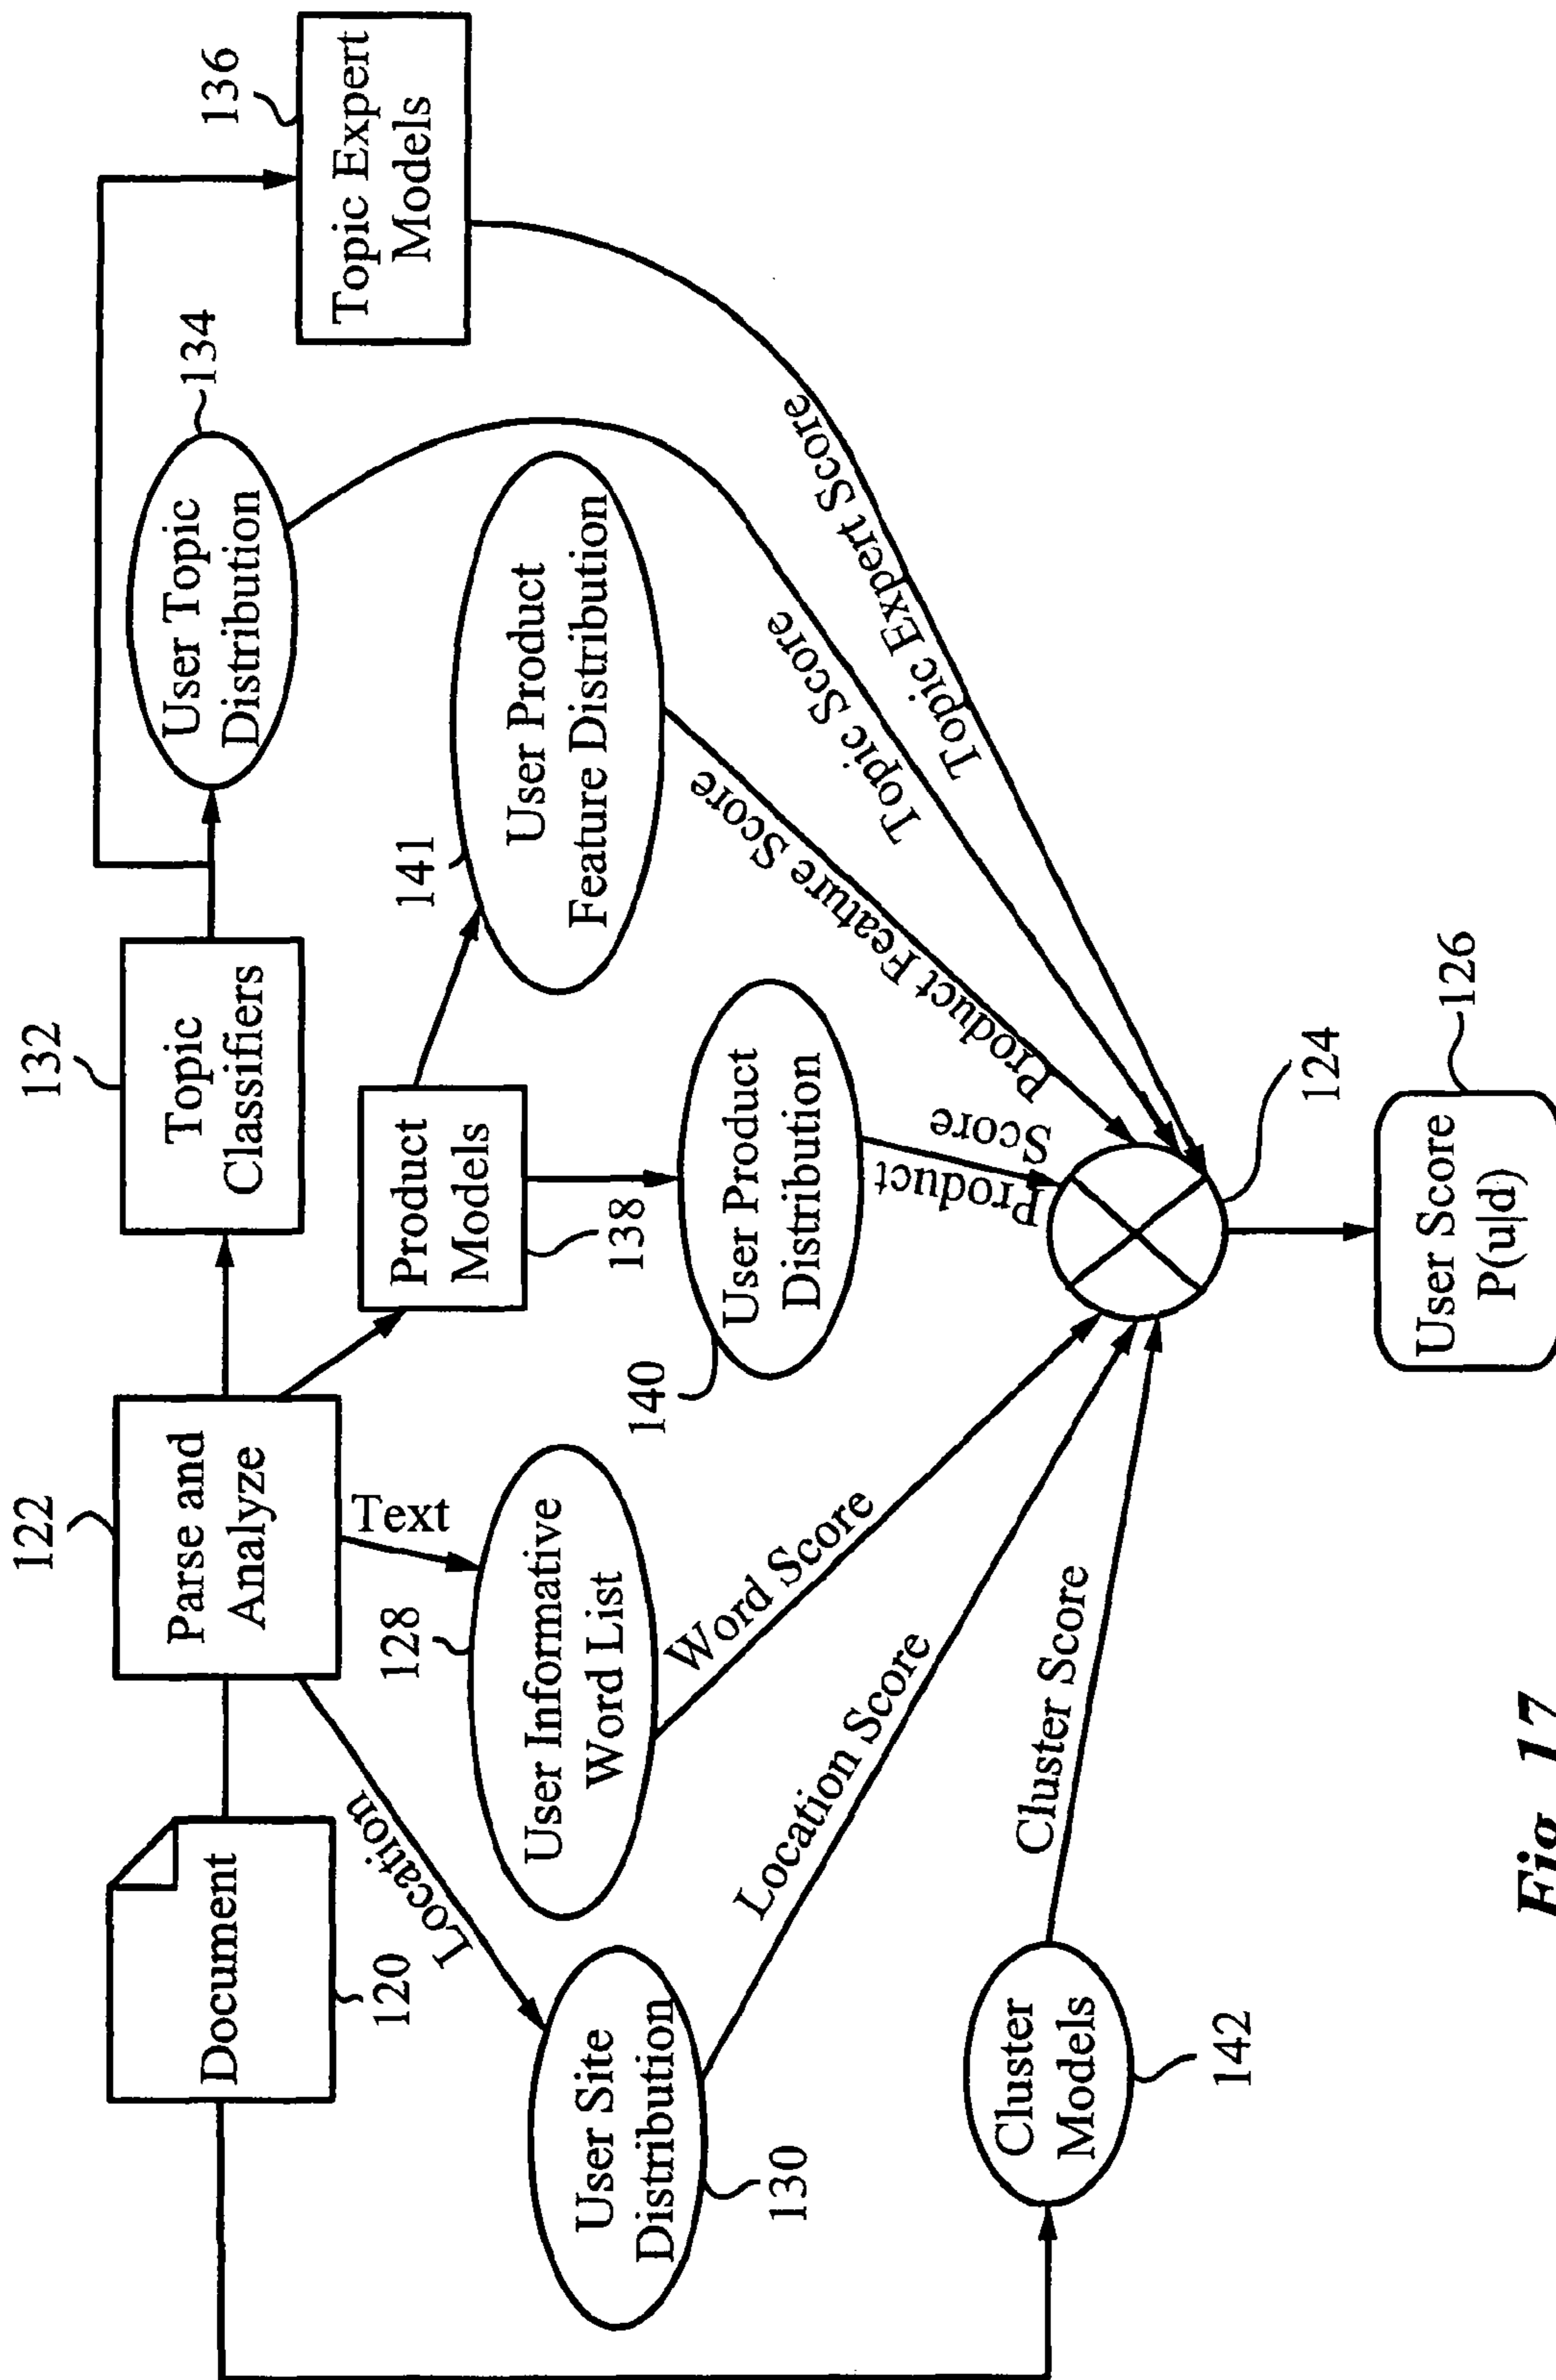 122
132
136
134
Document
120
Parse and
Analyze
Topic
Classifiers
User Topic
Distribution
Topic Expert
Models
141
Location
Text
128
138
Product
Models
User Product
Feature Distribution
User Site
Distribution
130
User Informative
Word List
140
User Product
Distribution
Word Score
Location Score
Cluster Score
Product
Score
Product Feature Score
Topic Score
Topic Expert Score
Cluster
Models
142
124
User Score
P(u|d)
126
Fig. 17